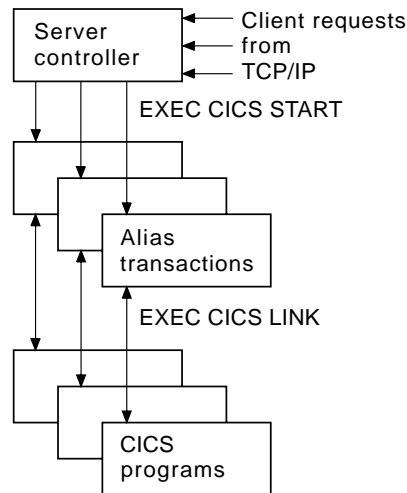 Server
controller
Client requests
from
TCP/IP
EXEC CICS START
Alias
transactions
EXEC CICS LINK
CICS
programs